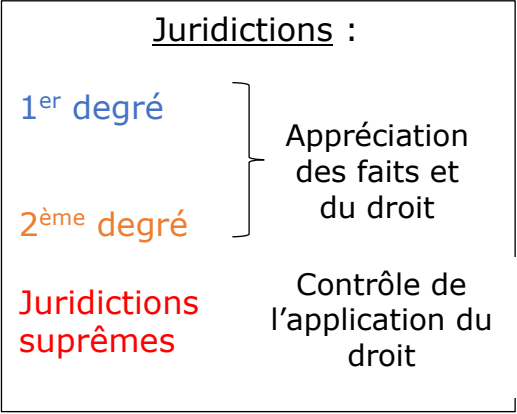 Juridictions :
1er degré
Appréciation
des faits et
du droit
2ème degré
Juridictions
suprêmes
Contrôle de
l’application du
droit